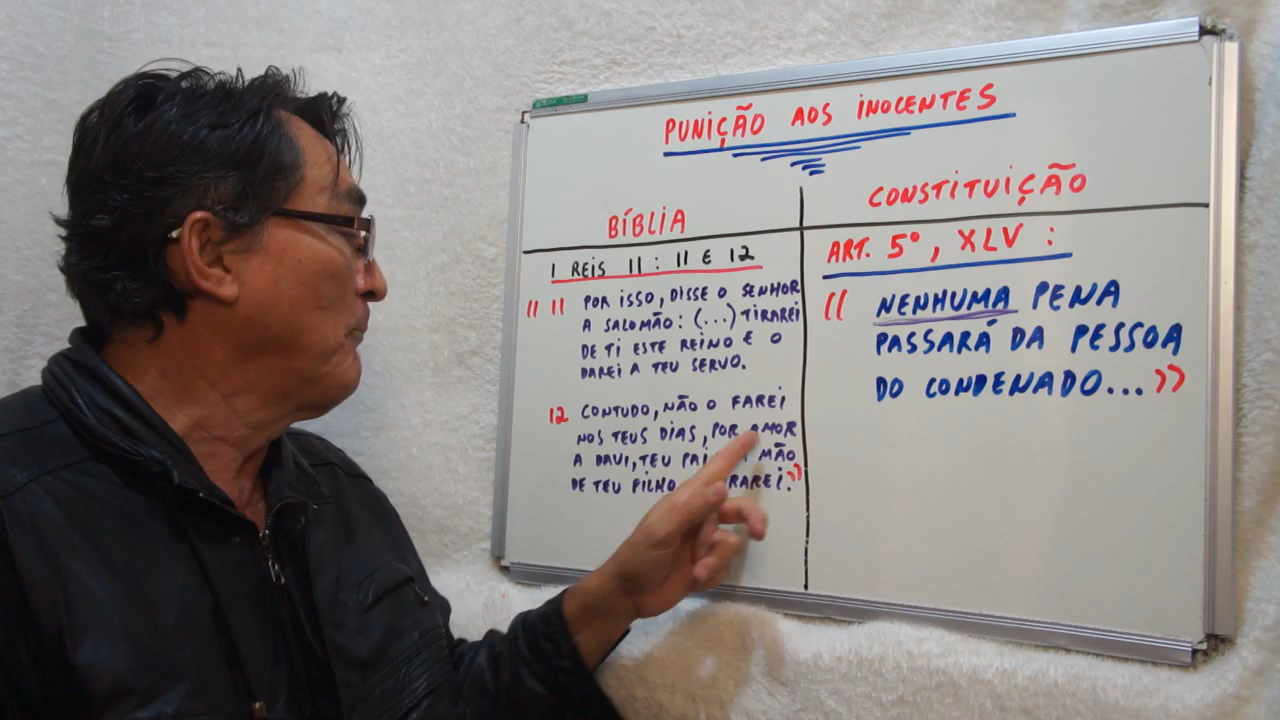 PUNIÇÃO AOS INOCENTES
BÍBLIA
1 REIS 11 : 11 E 12
" 11 POR ISSO, DISSE O SENHOR
A SALOMÃO: (...) TIRAREI
DE TI ESTE REINO E O
DAREI A TEU SERVO.
12 CONTUDO, NÃO O FAREI
NOS TEUS DIAS, POR AMOR
A DAVI, TEU PAI MÃO
DE TEU FILHO RAREI."
CONSTITUIÇÃO
ART. 5º, XLV :
" NENHUMA PENA
PASSARÁ DA PESSOA
DO CONDENADO..."